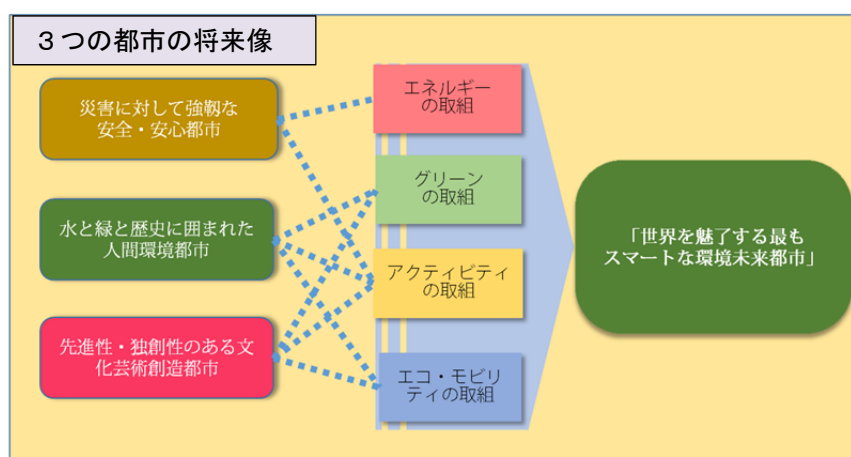 ３つの都市の将来像
災害に対して強靱な
安全・安心都市
水と緑と歴史に囲まれた
人間環境都市
先進性・独創性のある文
化芸術創造都市
エネルギー
の取組
グリーン
の取組
アクティビティ
の取組
エコ・モビリ
ティの取組
「世界を魅了する最も
スマートな環境未来都市」